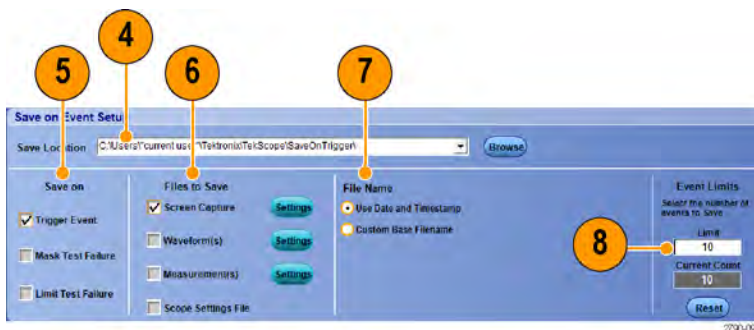 4
5
6
7
Save on Event Setu
Save Location C:\Users\*current user*\Tektronix\TekScope\SaveOnTrigger\ Browse
Save on
Trigger Event
Mask Test Failure
Limit Test Failure
Files to Save
Screen Capture Settings
Waveform(s) Settings
Measurement(s) Settings
Scope Settings File
File Name
Use Date and Timestamp
Custom Base Filename
8
Event Limits
Select the number of
events to Save
Limit
10
Current Count
10
Reset